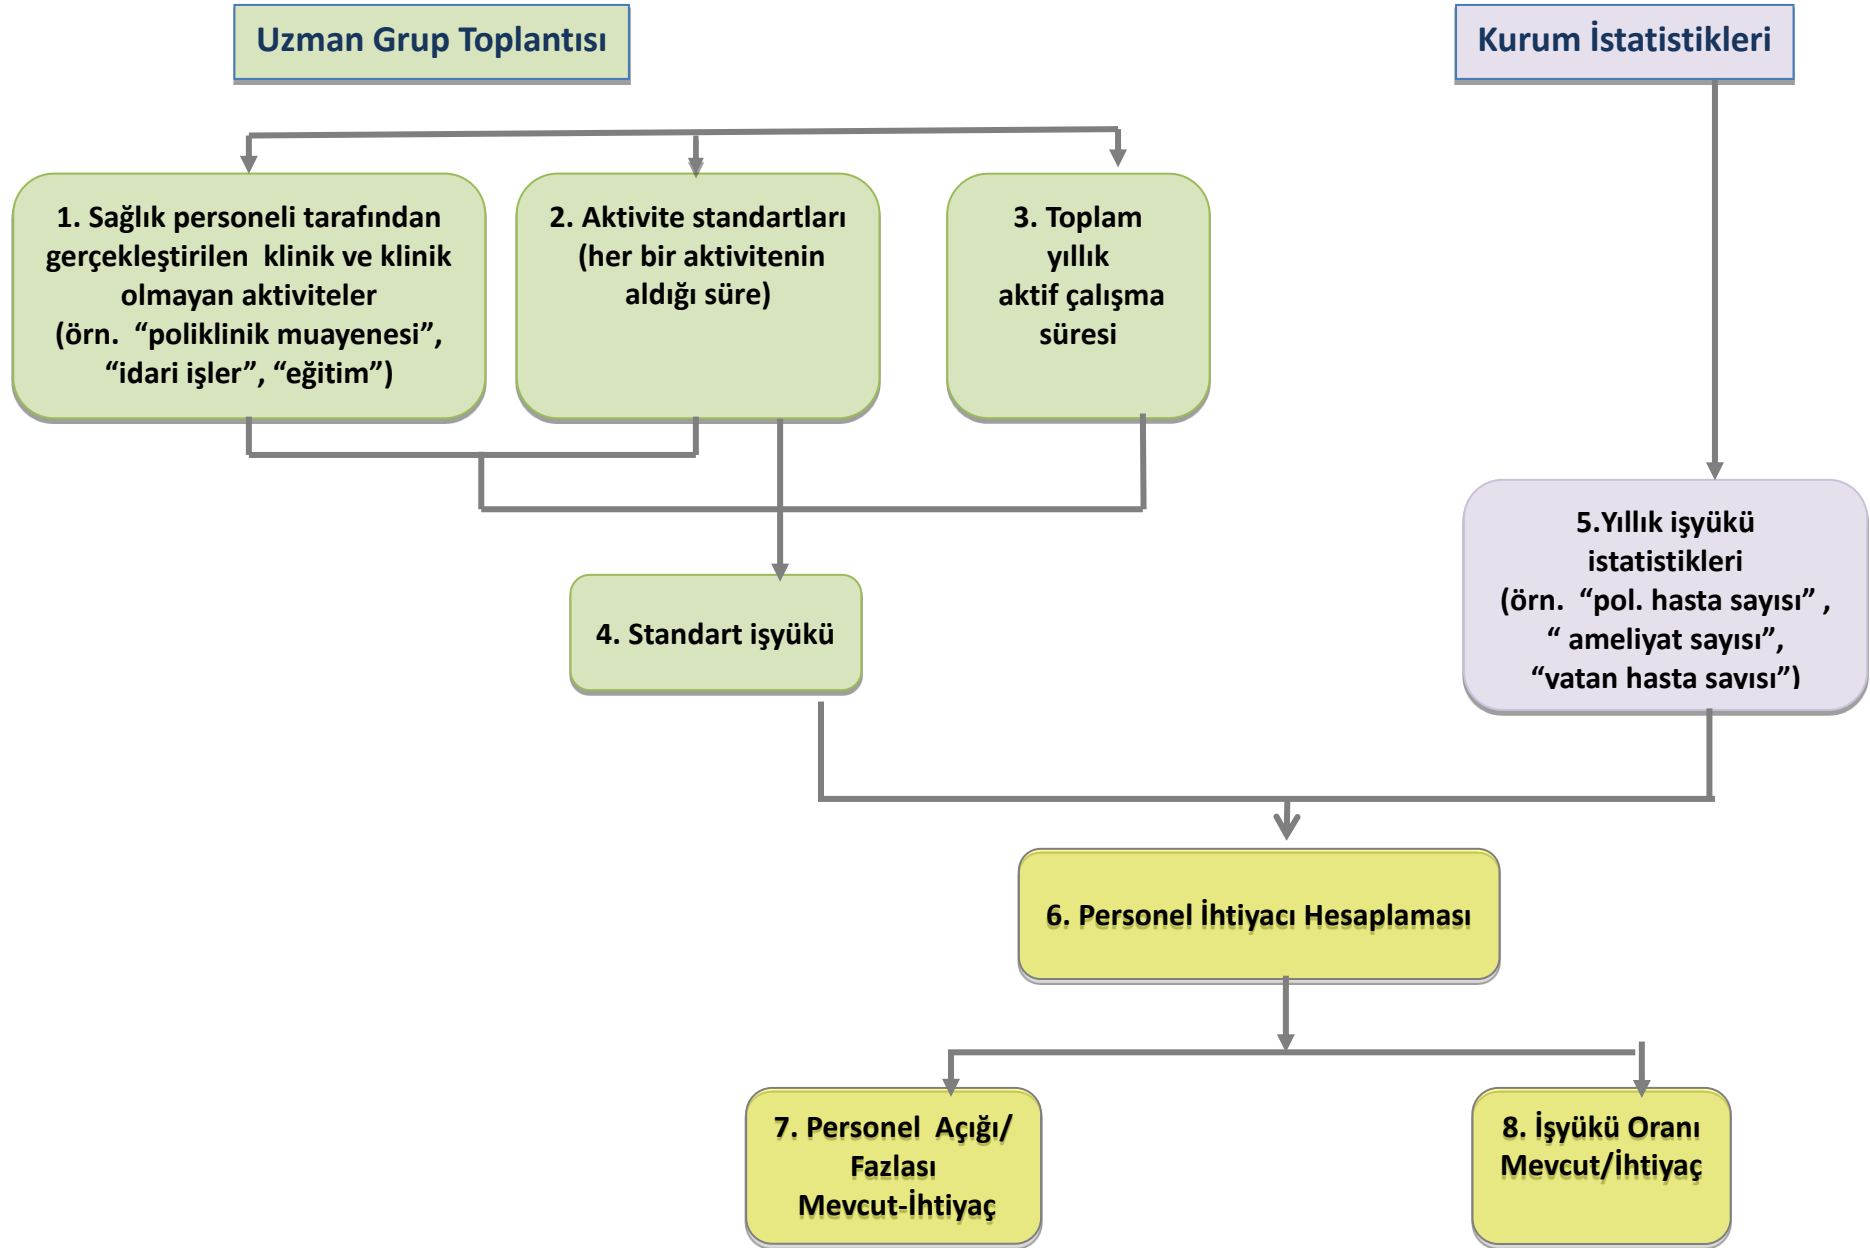 Uzman Grup Toplantısı
Kurum İstatistikleri
1. Sağlık personeli tarafından
gerçekleştirilen klinik ve klinik
olmayan aktiviteler
(örn. “poliklinik muayenesi”,
“idari işler”, “eğitim”)
2. Aktivite standartları
(her bir aktivitenin
aldığı süre)
3. Toplam
yıllık
aktif çalışma
süresi
4. Standart işyükü
5.Yıllık işyükü
istatistikleri
(örn. “pol. hasta sayısı” ,
“ ameliyat sayısı”,
“yatan hasta sayısı”)
6. Personel İhtiyacı Hesaplaması
7. Personel Açığı/
Fazlası
Mevcut-İhtiyaç
8. İşyükü Oranı
Mevcut/İhtiyaç